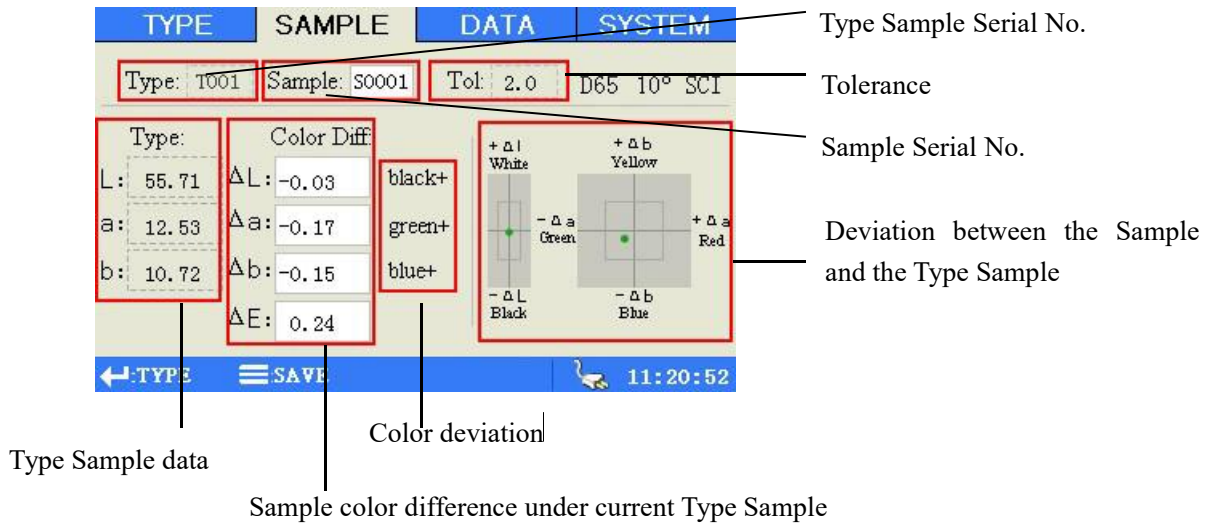 TYPE SAMPLE DATA SYSTEM
Type Sample Serial No.
Type: T001 Sample: S0001 Tol: 2.0 D65 10° SCI
Tolerance
Sample Serial No.
Type:
L: 55.71
a: 12.53
b: 10.72
Color Diff:
ΔL: -0.03 black+
Δa: -0.17 green+
Δb: -0.15 blue+
ΔE: 0.24
+ Δl
White
- ΔL
Black
+ Δb
Yellow
- Δa
Green
+ Δa
Red
- Δb
Blue
Deviation between the Sample
and the Type Sample
:TYPE :SAVE 11:20:52
Color deviation
Type Sample data
Sample color difference under current Type Sample